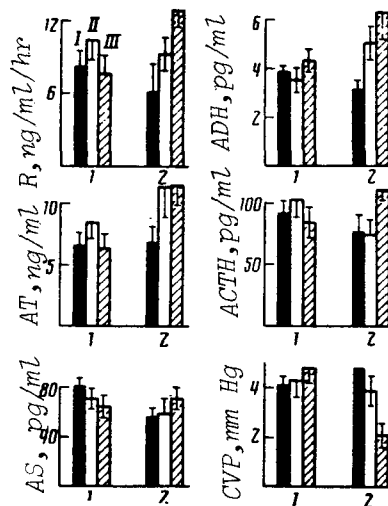 R, ng/ml/hr
12
6
I II III
1 2
ADH, pg/ml
6
4
2
1 2
AT, ng/ml
10
5
1 2
ACTH, pg/ml
100
50
1 2
AS, pg/ml
80
40
1 2
CVP, mm Hg
4
2
1 2